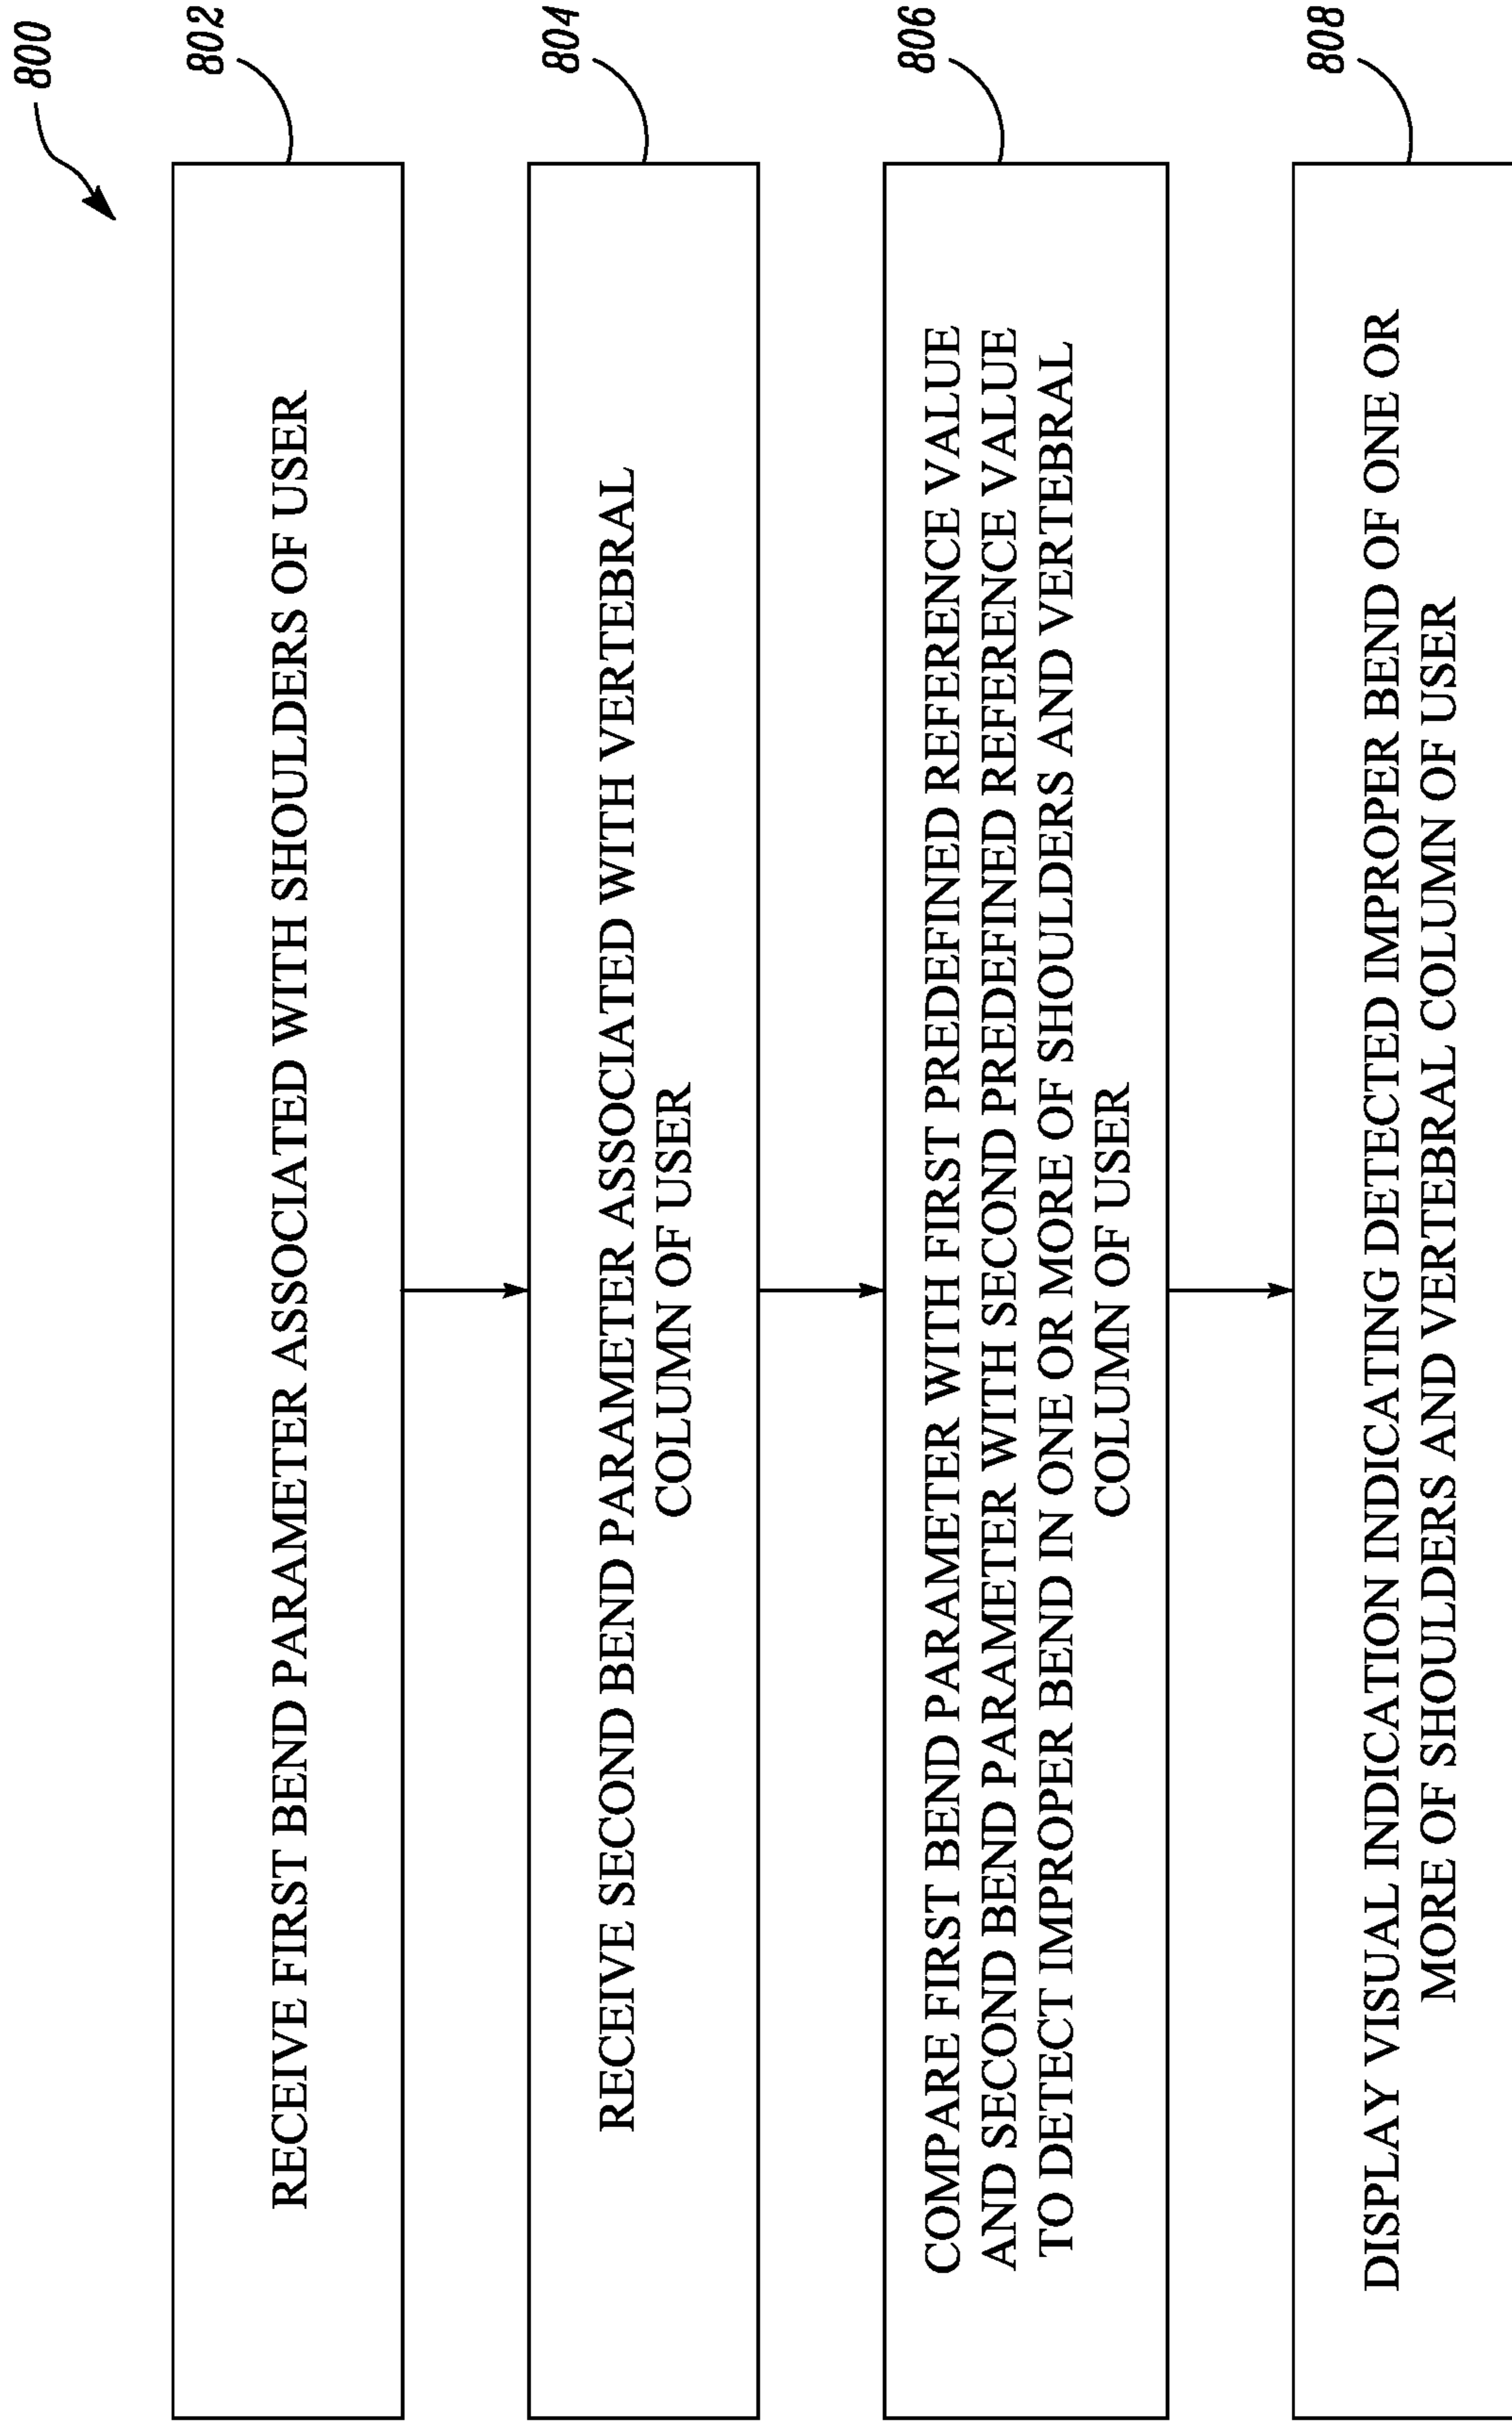 800
802
RECEIVE FIRST BEND PARAMETER ASSOCIATED WITH SHOULDERS OF USER
804
RECEIVE SECOND BEND PARAMETER ASSOCIATED WITH VERTEBRAL
COLUMN OF USER
806
COMPARE FIRST BEND PARAMETER WITH FIRST PREDEFINED REFERENCE VALUE
AND SECOND BEND PARAMETER WITH SECOND PREDEFINED REFERENCE VALUE
TO DETECT IMPROPER BEND IN ONE OR MORE OF SHOULDERS AND VERTEBRAL
COLUMN OF USER
808
DISPLAY VISUAL INDICATION INDICATING DETECTED IMPROPER BEND OF ONE OR
MORE OF SHOULDERS AND VERTEBRAL COLUMN OF USER